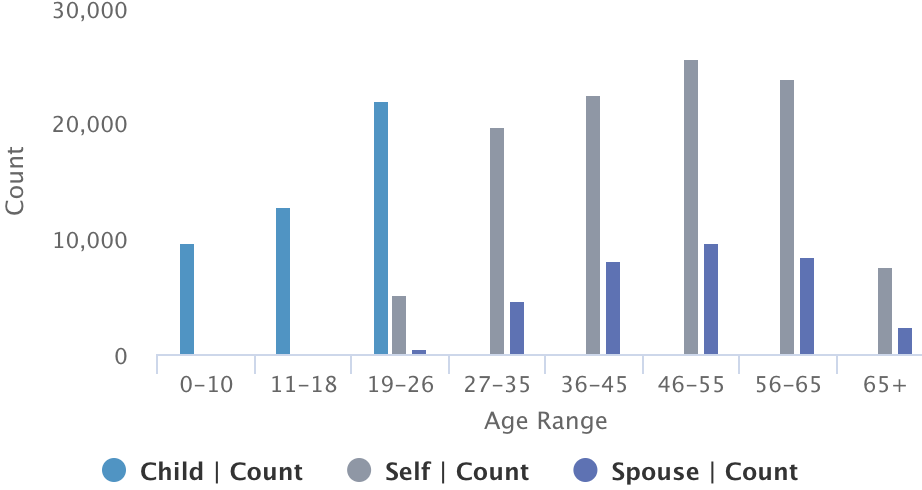 30,000
20,000
10,000
0
Count
0–10 11–18 19–26 27–35 36–45 46–55 56–65 65+
Age Range
Child | Count Self | Count Spouse | Count